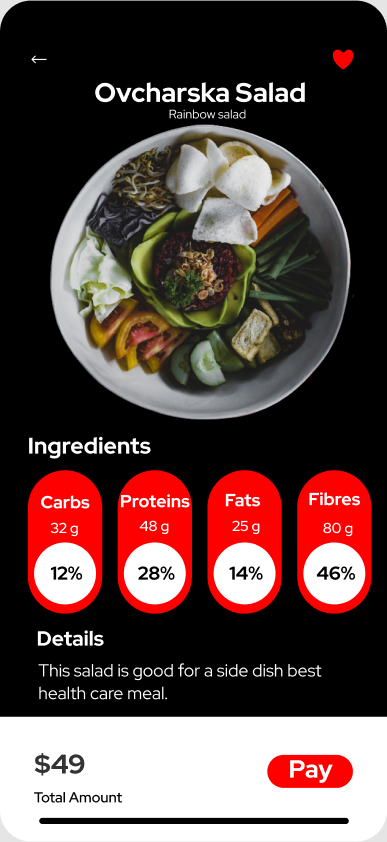 Ovcharska Salad
Rainbow salad
Ingredients
Carbs
32 g
12%
Proteins
48 g
28%
Fats
25 g
14%
Fibres
80 g
46%
Details
This salad is good for a side dish best
health care meal.
$49
Total Amount
Pay